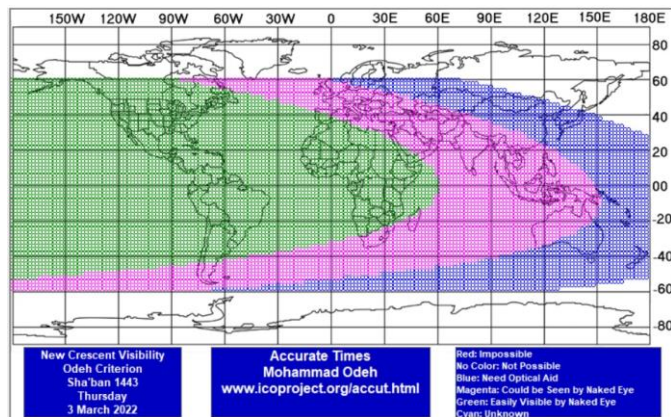 150W 120W 90W 60W 30W 0 30E 60E 90E 120E 150E 180E
80
60
40
20
00
-20
-40
-60
-80
New Crescent Visibility
Odeh Criterion
Sha'ban 1443
Thursday
3 March 2022
Accurate Times
Mohammad Odeh
www.icoproject.org/accut.html
Red: Impossible
No Color: Not Possible
Blue: Need Optical Aid
Magenta: Could be Seen by Naked Eye
Green: Easily Visible by Naked Eye
Cyan: Unknown